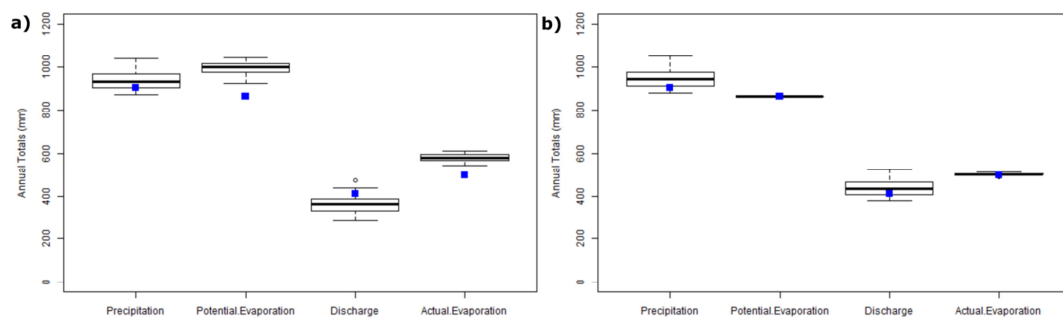 a)
Annual Totals (mm)
1200
1000
800
600
400
200
0
Precipitation Potential.Evaporation Discharge Actual.Evaporation
b)
Annual Totals (mm)
1200
1000
800
600
400
200
0
Precipitation Potential.Evaporation Discharge Actual.Evaporation